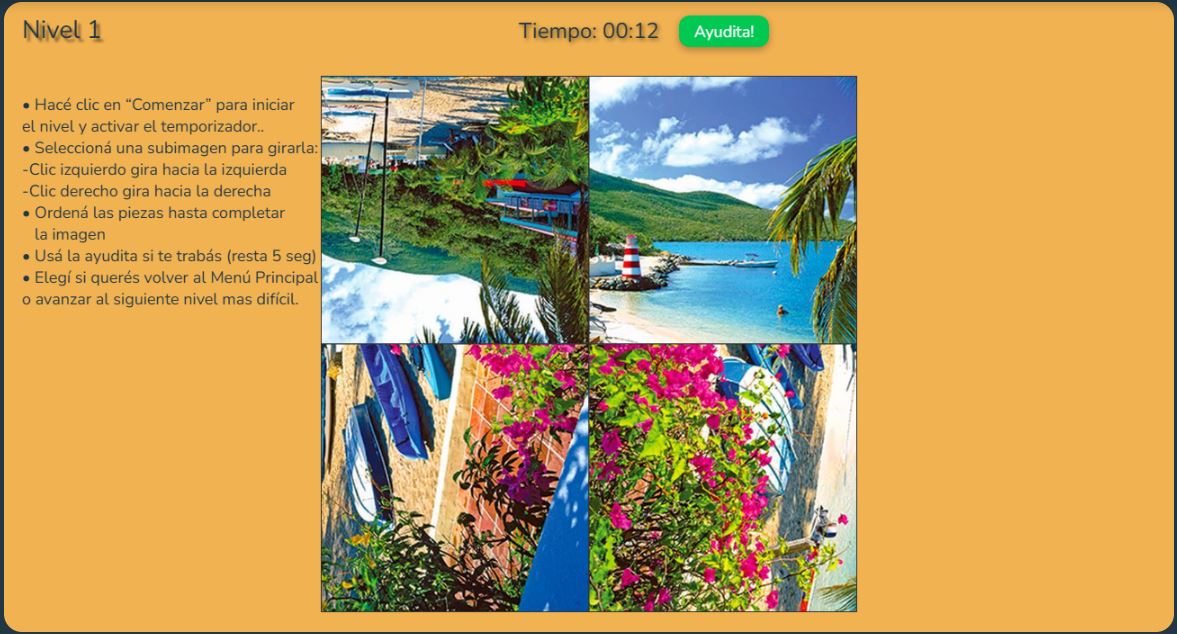 Nivel 1
Tiempo: 00:12
Ayudita!
• Hacé clic en “Comenzar” para iniciar
el nivel y activar el temporizador..
• Seleccioná una subimagen para girarla:
-Clic izquierdo gira hacia la izquierda
-Clic derecho gira hacia la derecha
• Ordená las piezas hasta completar
la imagen
• Usá la ayudita si te trabás (resta 5 seg)
• Elegí si querés volver al Menú Principal
o avanzar al siguiente nivel mas difícil.